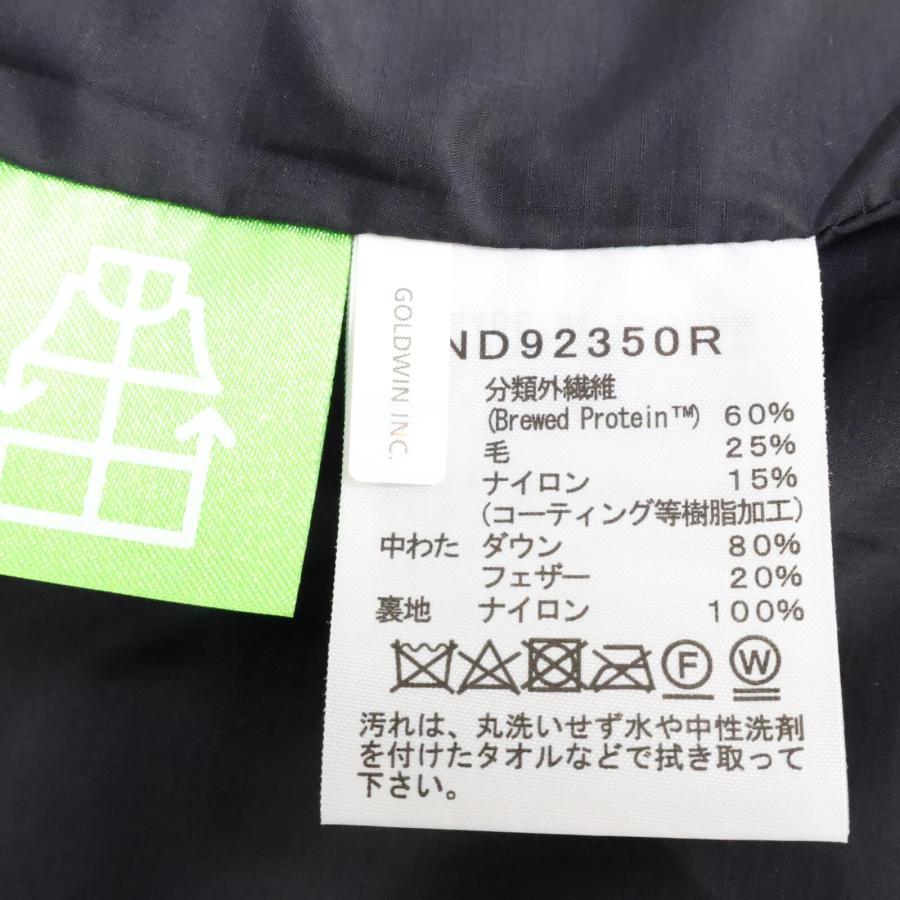 GOLDWIN INC.
ND92350R
分類外繊維
(Brewed Protein™) 60%
毛 25%
ナイロン 15%
(コーティング等樹脂加工)
中わた ダウン 80%
フェザー 20%
裏地 ナイロン 100%
F W
汚れは、丸洗いせず水や中性洗剤
を付けたタオルなどで拭き取って
下さい。